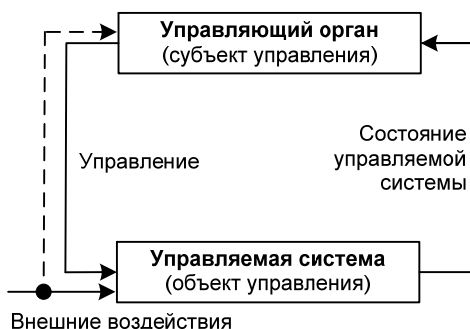 Управляющий орган
(субъект управления)
Управление
Состояние
управляемой
системы
Управляемая система
(объект управления)
Внешние воздействия